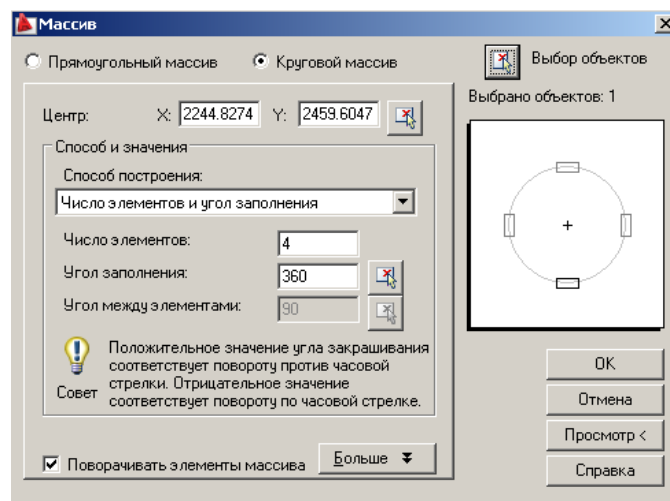 Массив
Прямоугольный массив
Круговой массив
Выбор объектов
Выбрано объектов: 1
Центр: X: 2244.8274 Y: 2459.6047
Способ и значения
Способ построения:
Число элементов и угол заполнения
Число элементов: 4
Угол заполнения: 360
Угол между элементами: 90
Положительное значение угла закрашивания
соответствует повороту против часовой
стрелки. Отрицательное значение
соответствует повороту по часовой стрелке.
Совет
Поворачивать элементы массива
Больше
OK
Отмена
Просмотр <
Справка